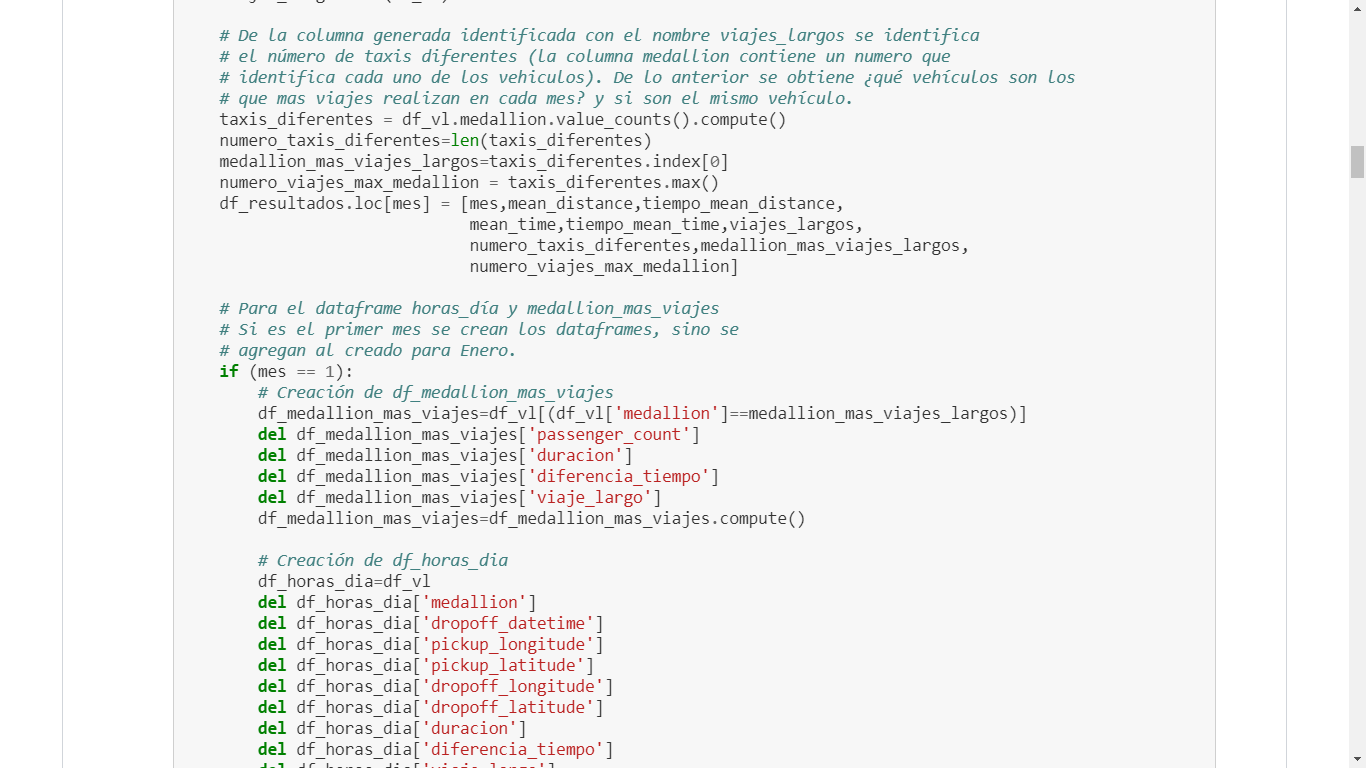 # De la columna generada identificada con el nombre viajes_largos se identifica
# el número de taxis diferentes (la columna medallion contiene un numero que
# identifica cada uno de los vehiculos). De lo anterior se obtiene ¿qué vehículos son los
# que mas viajes realizan en cada mes? y si son el mismo vehículo.
taxis_diferentes = df_vl.medallion.value_counts().compute()
numero_taxis_diferentes=len(taxis_diferentes)
medallion_mas_viajes_largos=taxis_diferentes.index[0]
numero_viajes_max_medallion = taxis_diferentes.max()
df_resultados.loc[mes] = [mes,mean_distance,tiempo_mean_distance,
mean_time,tiempo_mean_time,viajes_largos,
numero_taxis_diferentes,medallion_mas_viajes_largos,
numero_viajes_max_medallion]
# Para el dataframe horas_día y medallion_mas_viajes
# Si es el primer mes se crean los dataframes, sino se
# agregan al creado para Enero.
if (mes == 1):
# Creación de df_medallion_mas_viajes
df_medallion_mas_viajes=df_vl[(df_vl['medallion']==medallion_mas_viajes_largos)]
del df_medallion_mas_viajes['passenger_count']
del df_medallion_mas_viajes['duracion']
del df_medallion_mas_viajes['diferencia_tiempo']
del df_medallion_mas_viajes['viaje_largo']
df_medallion_mas_viajes=df_medallion_mas_viajes.compute()
# Creación de df_horas_dia
df_horas_dia=df_vl
del df_horas_dia['medallion']
del df_horas_dia['dropoff_datetime']
del df_horas_dia['pickup_longitude']
del df_horas_dia['pickup_latitude']
del df_horas_dia['dropoff_longitude']
del df_horas_dia['dropoff_latitude']
del df_horas_dia['duracion']
del df_horas_dia['diferencia_tiempo']